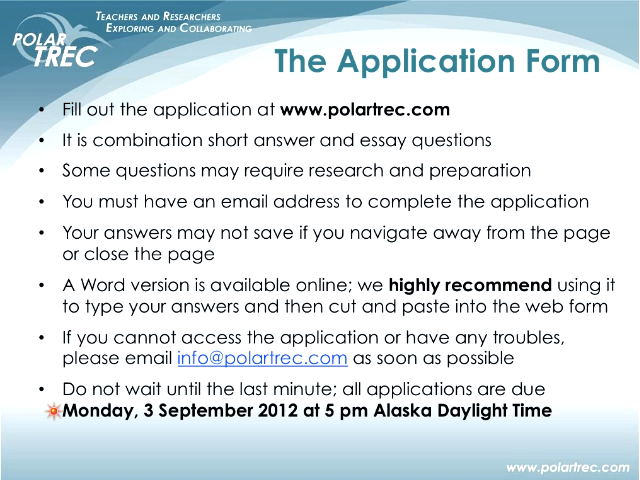 Teachers and Researchers
Exploring and Collaborating
POLAR
TREC
The Application Form
• Fill out the application at www.polartrec.com
• It is combination short answer and essay questions
• Some questions may require research and preparation
• You must have an email address to complete the application
• Your answers may not save if you navigate away from the page
or close the page
• A Word version is available online; we highly recommend using it
to type your answers and then cut and paste into the web form
• If you cannot access the application or have any troubles,
please email info@polartrec.com as soon as possible
• Do not wait until the last minute; all applications are due
Monday, 3 September 2012 at 5 pm Alaska Daylight Time
www.polartrec.com